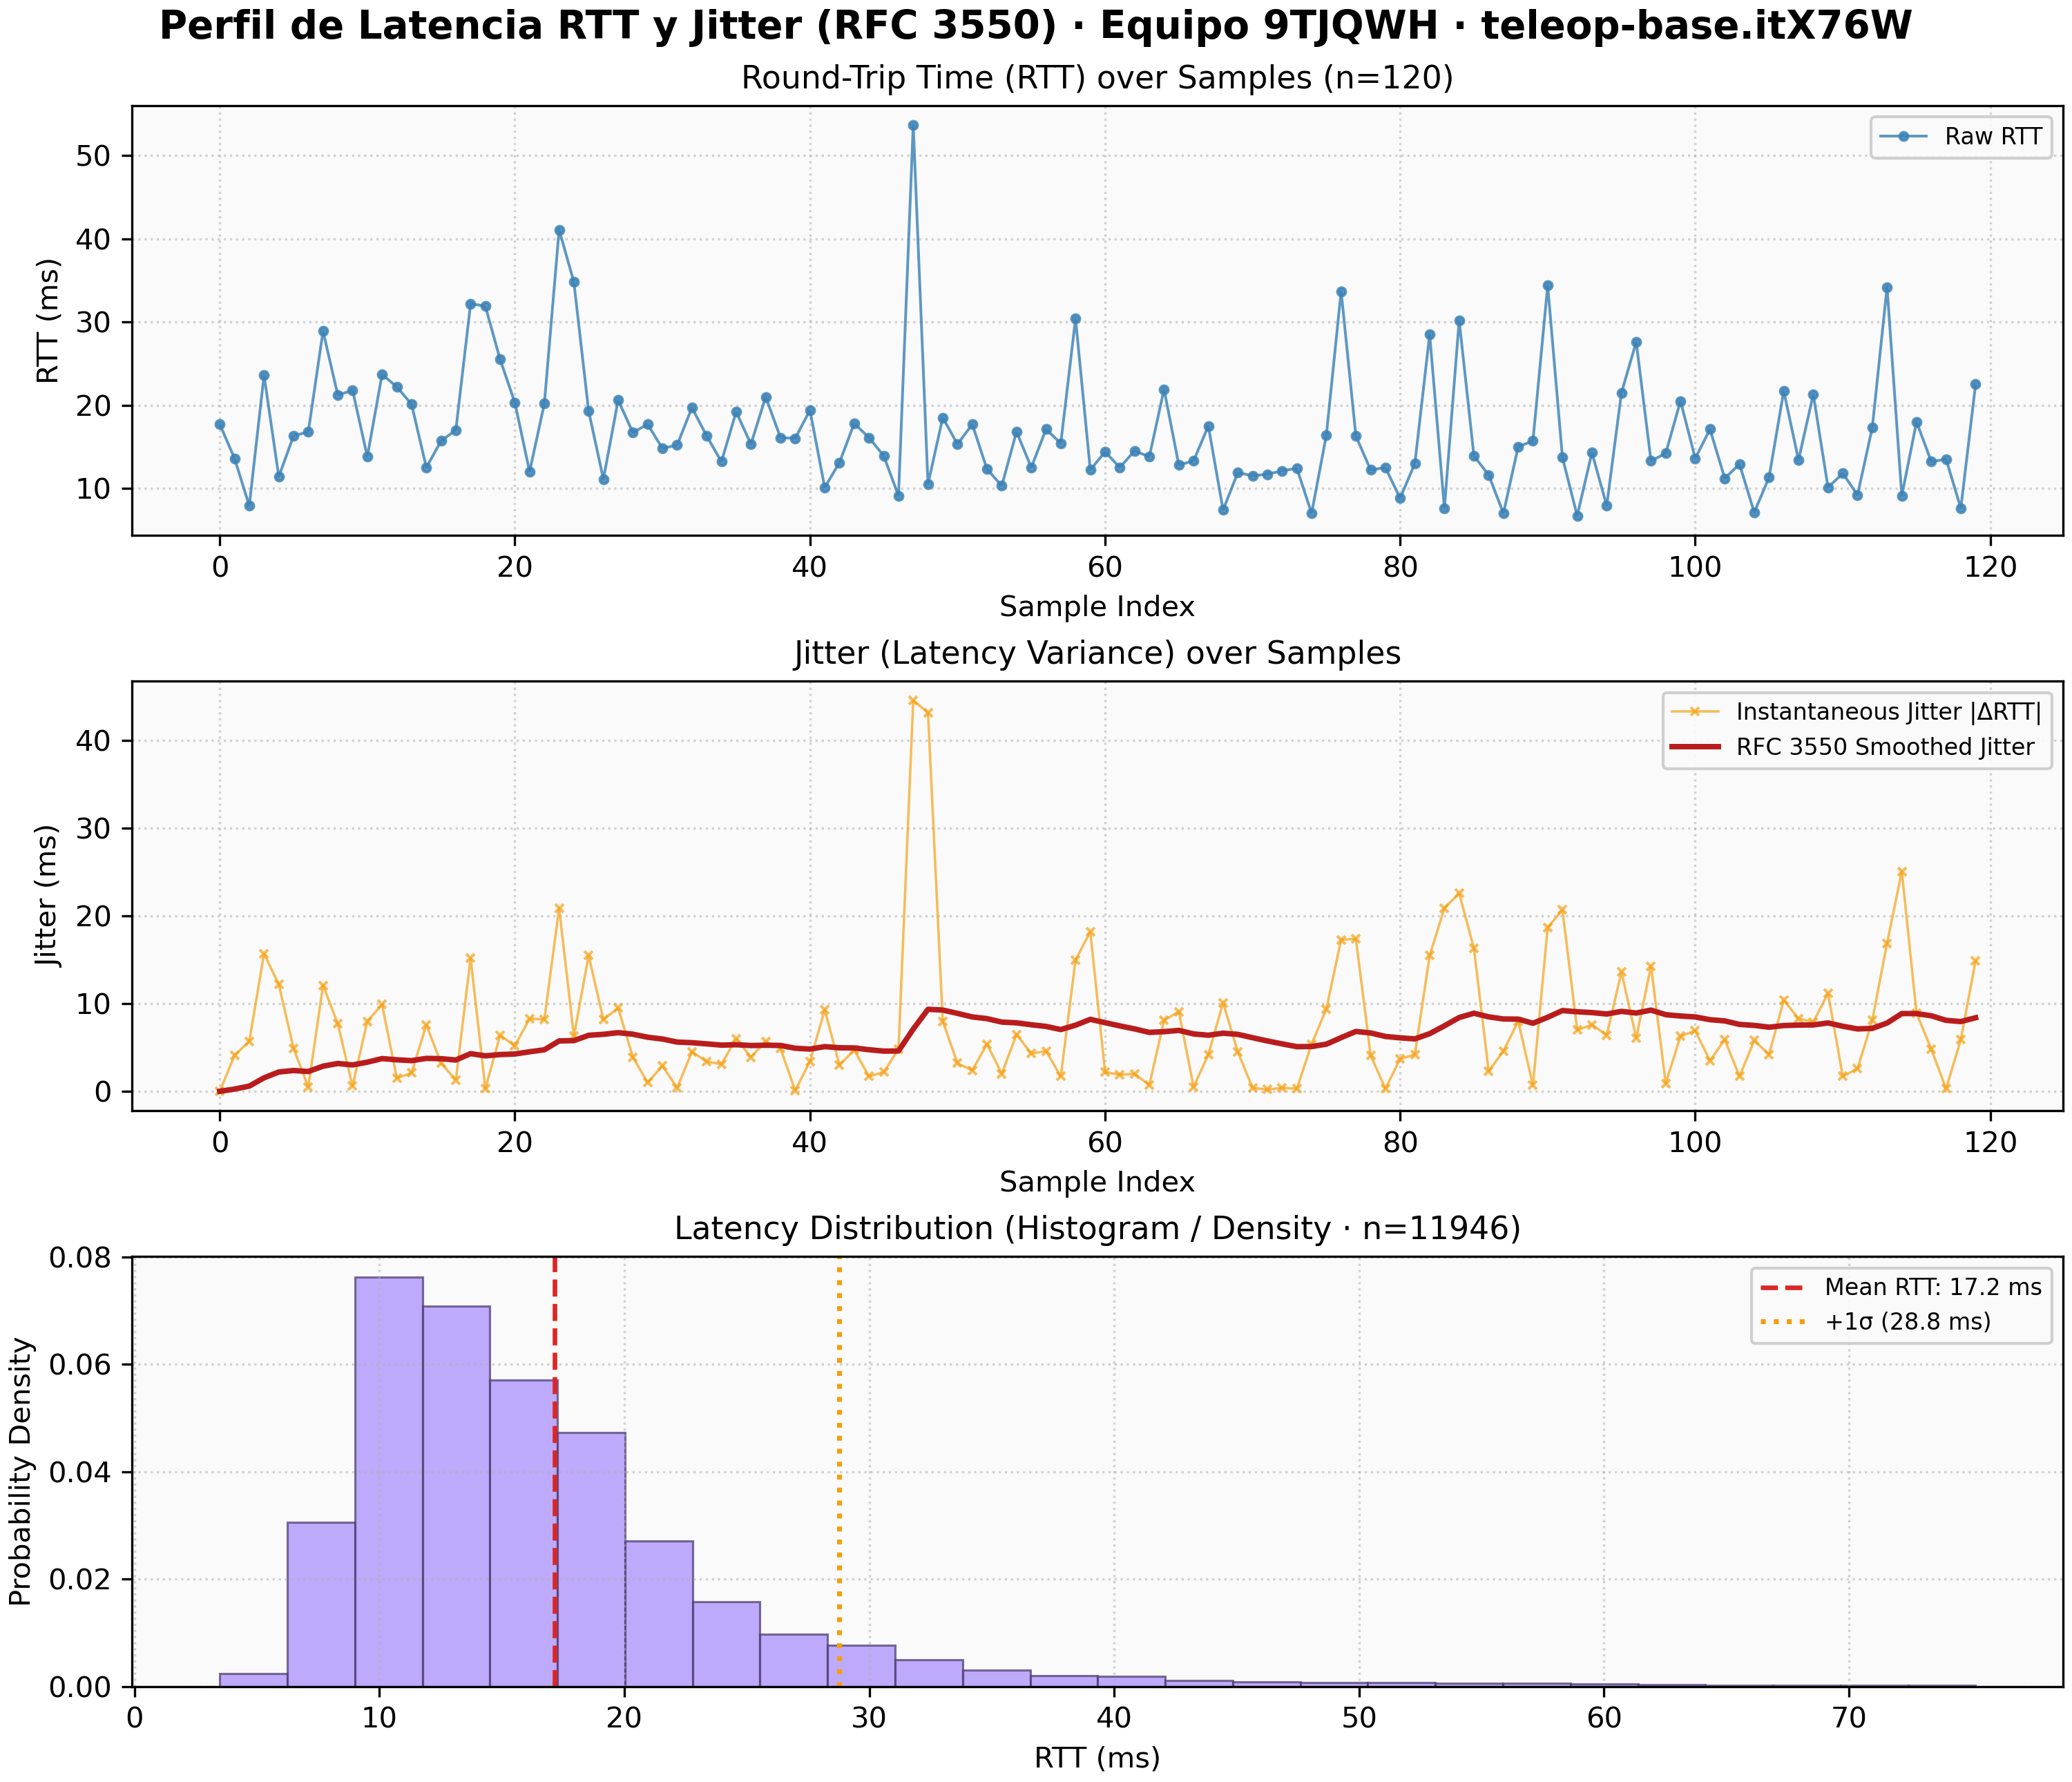 Perfil de Latencia RTT y Jitter (RFC 3550) · Equipo 9TJQWH · teleop-base.itX76W
Round-Trip Time (RTT) over Samples (n=120)
Raw RTT
RTT (ms)
50
40
30
20
10
0 20 40 60 80 100 120
Sample Index
Jitter (Latency Variance) over Samples
Instantaneous Jitter |ΔRTT|
RFC 3550 Smoothed Jitter
Jitter (ms)
40
30
20
10
0
0 20 40 60 80 100 120
Sample Index
Latency Distribution (Histogram / Density · n=11946)
Mean RTT: 17.2 ms
+1σ (28.8 ms)
Probability Density
0.08
0.06
0.04
0.02
0.00
0 10 20 30 40 50 60 70
RTT (ms)